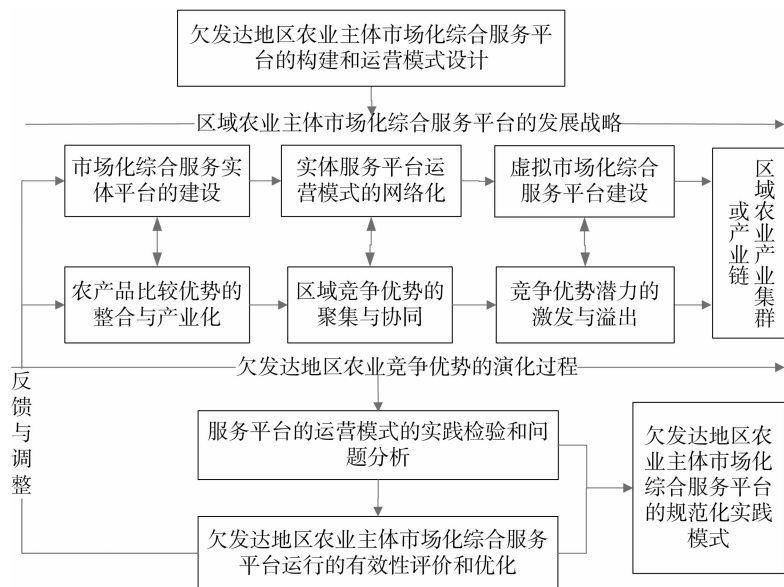 欠发达地区农业主体市场化综合服务平
台的构建和运营模式设计
区域农业主体市场化综合服务平台的发展战略
市场化综合服务实
体平台的建设
实体服务平台运
营模式的网络化
虚拟市场化综合
服务平台建设
区域农业产业集群
或产业链
农产品比较优势的
整合与产业化
区域竞争优势的
聚集与协同
竞争优势潜力的
激发与溢出
欠发达地区农业竞争优势的演化过程
反馈与调整
服务平台的运营模式的实践检验和问
题分析
欠发达地区农
业主体市场化
综合服务平台
的规范化实践
模式
欠发达地区农业主体市场化综合服务
平台运行的有效性评价和优化